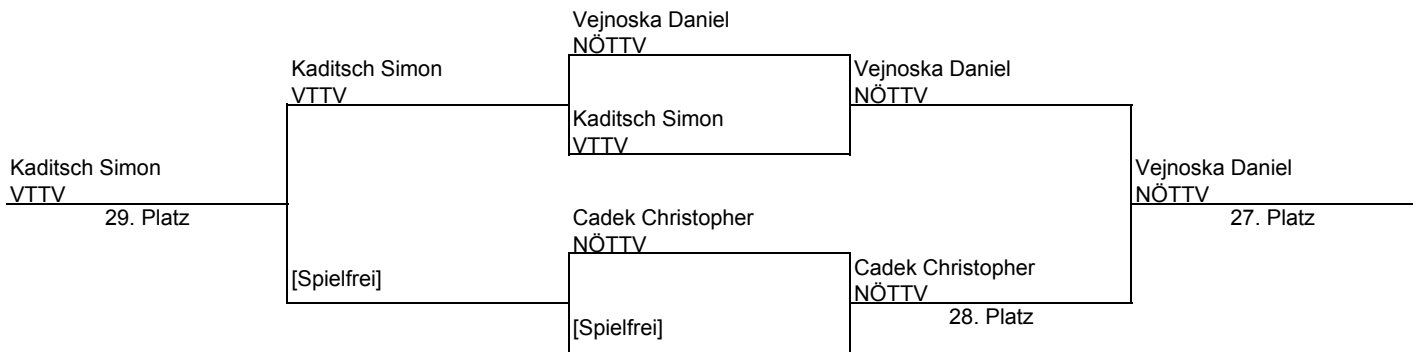 Vejnoska Daniel
NÖTTV
Kaditsch Simon
VTTV
Vejnoska Daniel
NÖTTV
Kaditsch Simon
VTTV
Kaditsch Simon
VTTV
29. Platz
Vejnoska Daniel
NÖTTV
27. Platz
Cadek Christopher
NÖTTV
[Spielfrei]
Cadek Christopher
NÖTTV
28. Platz
[Spielfrei]